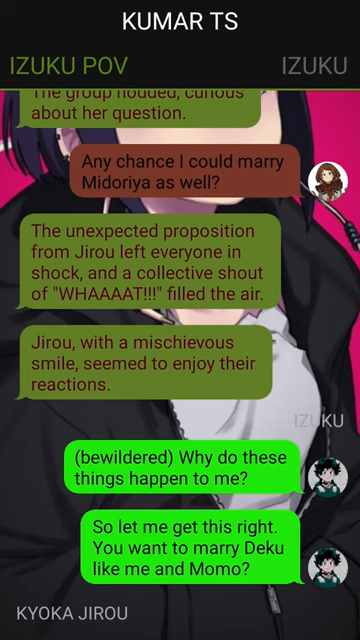 KUMAR TS
IZUKU POV
IZUKU
The group nodded, curious
about her question.
Any chance I could marry
Midoriya as well?
The unexpected proposition
from Jirou left everyone in
shock, and a collective shout
of "WHAAAAT!!!" filled the air.
Jirou, with a mischievous
smile, seemed to enjoy their
reactions.
IZUKU
(bewildered) Why do these
things happen to me?
So let me get this right.
You want to marry Deku
like me and Momo?
KYOKA JIROU